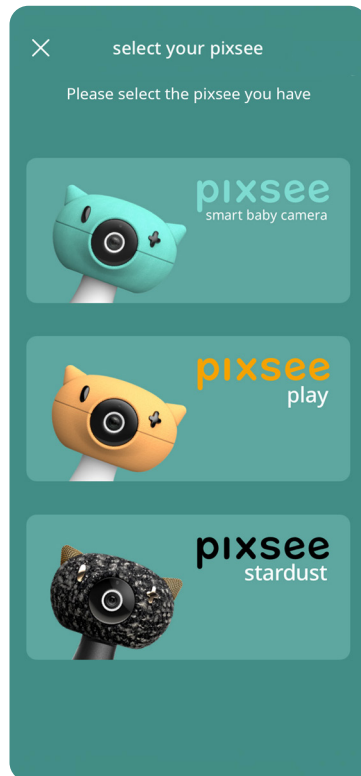 select your pixsee
Please select the pixsee you have
pixsee
smart baby camera
pixsee
play
pixsee
stardust